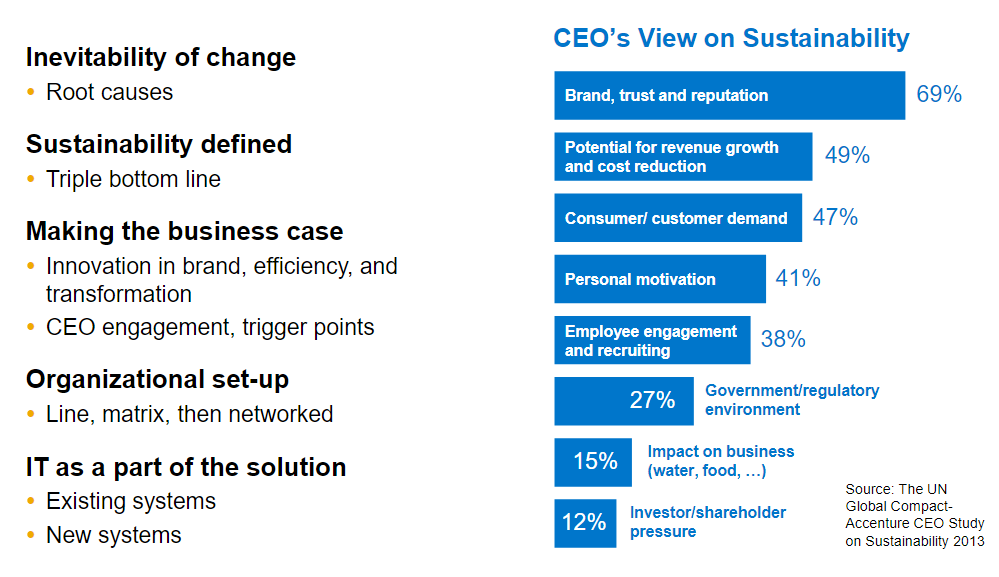 Inevitability of change
• Root causes
Sustainability defined
• Triple bottom line
Making the business case
• Innovation in brand, efficiency, and
transformation
• CEO engagement, trigger points
Organizational set-up
• Line, matrix, then networked
IT as a part of the solution
• Existing systems
• New systems
CEO’s View on Sustainability
Brand, trust and reputation 69%
Potential for revenue growth
and cost reduction 49%
Consumer/ customer demand 47%
Personal motivation 41%
Employee engagement
and recruiting 38%
27% Government/regulatory
environment
15% Impact on business
(water, food, …)
12% Investor/shareholder
pressure
Source: The UN
Global Compact-
Accenture CEO Study
on Sustainability 2013